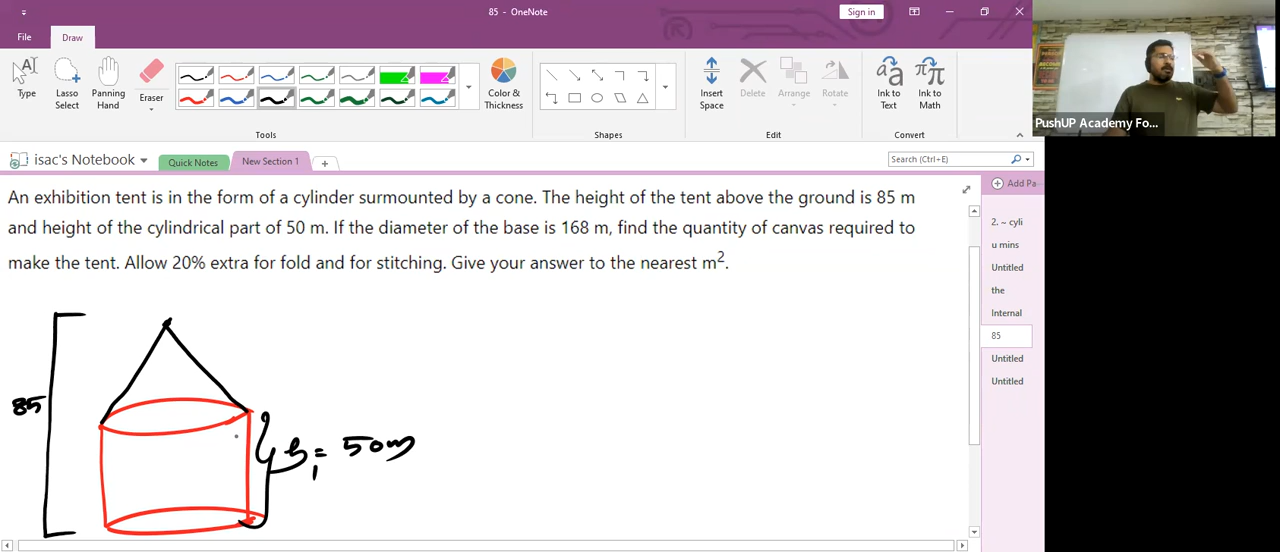 85 - OneNote
Sign in
File
Draw
Type
Lasso Select
Panning Hand
Eraser
Color & Thickness
Insert Space
Delete
Arrange
Rotate
Ink to Text
Ink to Math
Tools
Shapes
Edit
Convert
PushUP Academy Fo...
isac's Notebook
Quick Notes
New Section 1
Search (Ctrl+E)
Add Pa
An exhibition tent is in the form of a cylinder surmounted by a cone. The height of the tent above the ground is 85 m
and height of the cylindrical part of 50 m. If the diameter of the base is 168 m, find the quantity of canvas required to
make the tent. Allow 20% extra for fold and for stitching. Give your answer to the nearest m².
2. ~ cyli
u mins
Untitled
the
Internal
85
Untitled
Untitled
85
h₁ = 50m